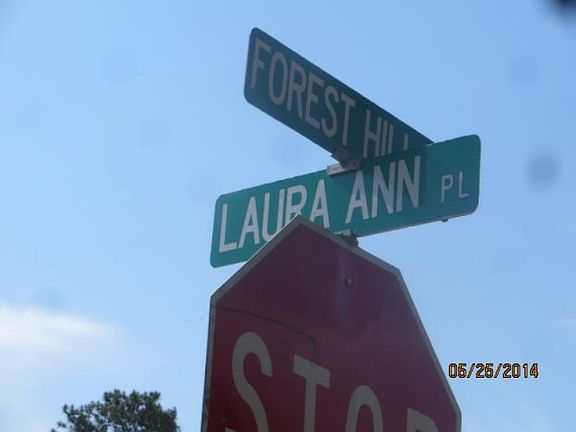 FOREST HILL
LAURA ANN PL
STOP
05/25/2014